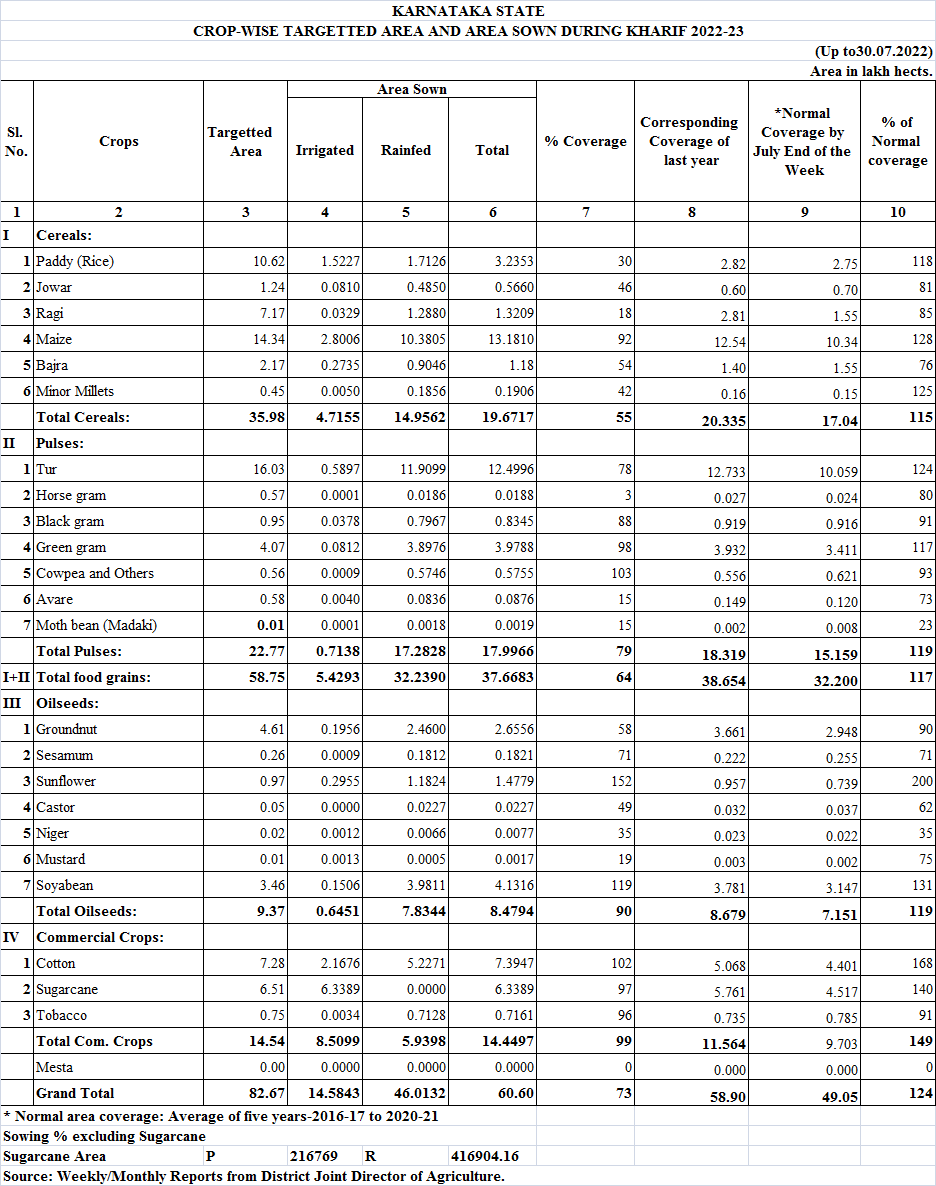 KARNATAKA STATE
CROP-WISE TARGETTED AREA AND AREA SOWN DURING KHARIF 2022-23
(Up to30.07.2022)
Area in lakh hects.
Sl. No. Crops Targetted Area Area Sown Irrigated Rainfed Total % Coverage Corresponding Coverage of last year *Normal Coverage by July End of the Week % of Normal coverage
1 2 3 4 5 6 7 8 9 10
I Cereals:
1 Paddy (Rice) 10.62 1.5227 1.7126 3.2353 30 2.82 2.75 118
2 Jowar 1.24 0.0810 0.4850 0.5660 46 0.60 0.70 81
3 Ragi 7.17 0.0329 1.2880 1.3209 18 2.81 1.55 85
4 Maize 14.34 2.8006 10.3805 13.1810 92 12.54 10.34 128
5 Bajra 2.17 0.2735 0.9046 1.18 54 1.40 1.55 76
6 Minor Millets 0.45 0.0050 0.1856 0.1906 42 0.16 0.15 125
Total Cereals: 35.98 4.7155 14.9562 19.6717 55 20.335 17.04 115
II Pulses:
1 Tur 16.03 0.5897 11.9099 12.4996 78 12.733 10.059 124
2 Horse gram 0.57 0.0001 0.0186 0.0188 3 0.027 0.024 80
3 Black gram 0.95 0.0378 0.7967 0.8345 88 0.919 0.916 91
4 Green gram 4.07 0.0812 3.8976 3.9788 98 3.932 3.411 117
5 Cowpea and Others 0.56 0.0009 0.5746 0.5755 103 0.556 0.621 93
6 Avare 0.58 0.0040 0.0836 0.0876 15 0.149 0.120 73
7 Moth bean (Madaki) 0.01 0.0001 0.0018 0.0019 15 0.002 0.008 23
Total Pulses: 22.77 0.7138 17.2828 17.9966 79 18.319 15.159 119
I+II Total food grains: 58.75 5.4293 32.2390 37.6683 64 38.654 32.200 117
III Oilseeds:
1 Groundnut 4.61 0.1956 2.4600 2.6556 58 3.661 2.948 90
2 Sesamum 0.26 0.0009 0.1812 0.1821 71 0.222 0.255 71
3 Sunflower 0.97 0.2955 1.1824 1.4779 152 0.957 0.739 200
4 Castor 0.05 0.0000 0.0227 0.0227 49 0.032 0.037 62
5 Niger 0.02 0.0012 0.0066 0.0077 35 0.023 0.022 35
6 Mustard 0.01 0.0013 0.0005 0.0017 19 0.003 0.002 75
7 Soyabean 3.46 0.1506 3.9811 4.1316 119 3.781 3.147 131
Total Oilseeds: 9.37 0.6451 7.8344 8.4794 90 8.679 7.151 119
IV Commercial Crops:
1 Cotton 7.28 2.1676 5.2271 7.3947 102 5.068 4.401 168
2 Sugarcane 6.51 6.3389 0.0000 6.3389 97 5.761 4.517 140
3 Tobacco 0.75 0.0034 0.7128 0.7161 96 0.735 0.785 91
Total Com. Crops 14.54 8.5099 5.9398 14.4497 99 11.564 9.703 149
Mesta 0.00 0.0000 0.0000 0.0000 0 0.000 0.000 0
Grand Total 82.67 14.5843 46.0132 60.60 73 58.90 49.05 124
* Normal area coverage: Average of five years-2016-17 to 2020-21
Sowing % excluding Sugarcane
Sugarcane Area P 216769 R 416904.16
Source: Weekly/Monthly Reports from District Joint Director of Agriculture.